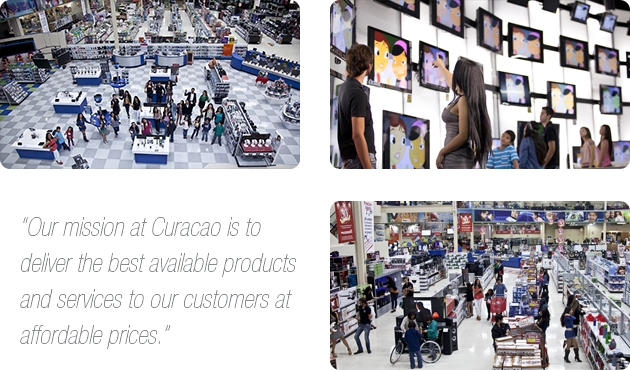 "Our mission at Curacao is to
deliver the best available products
and services to our customers at
affordable prices."